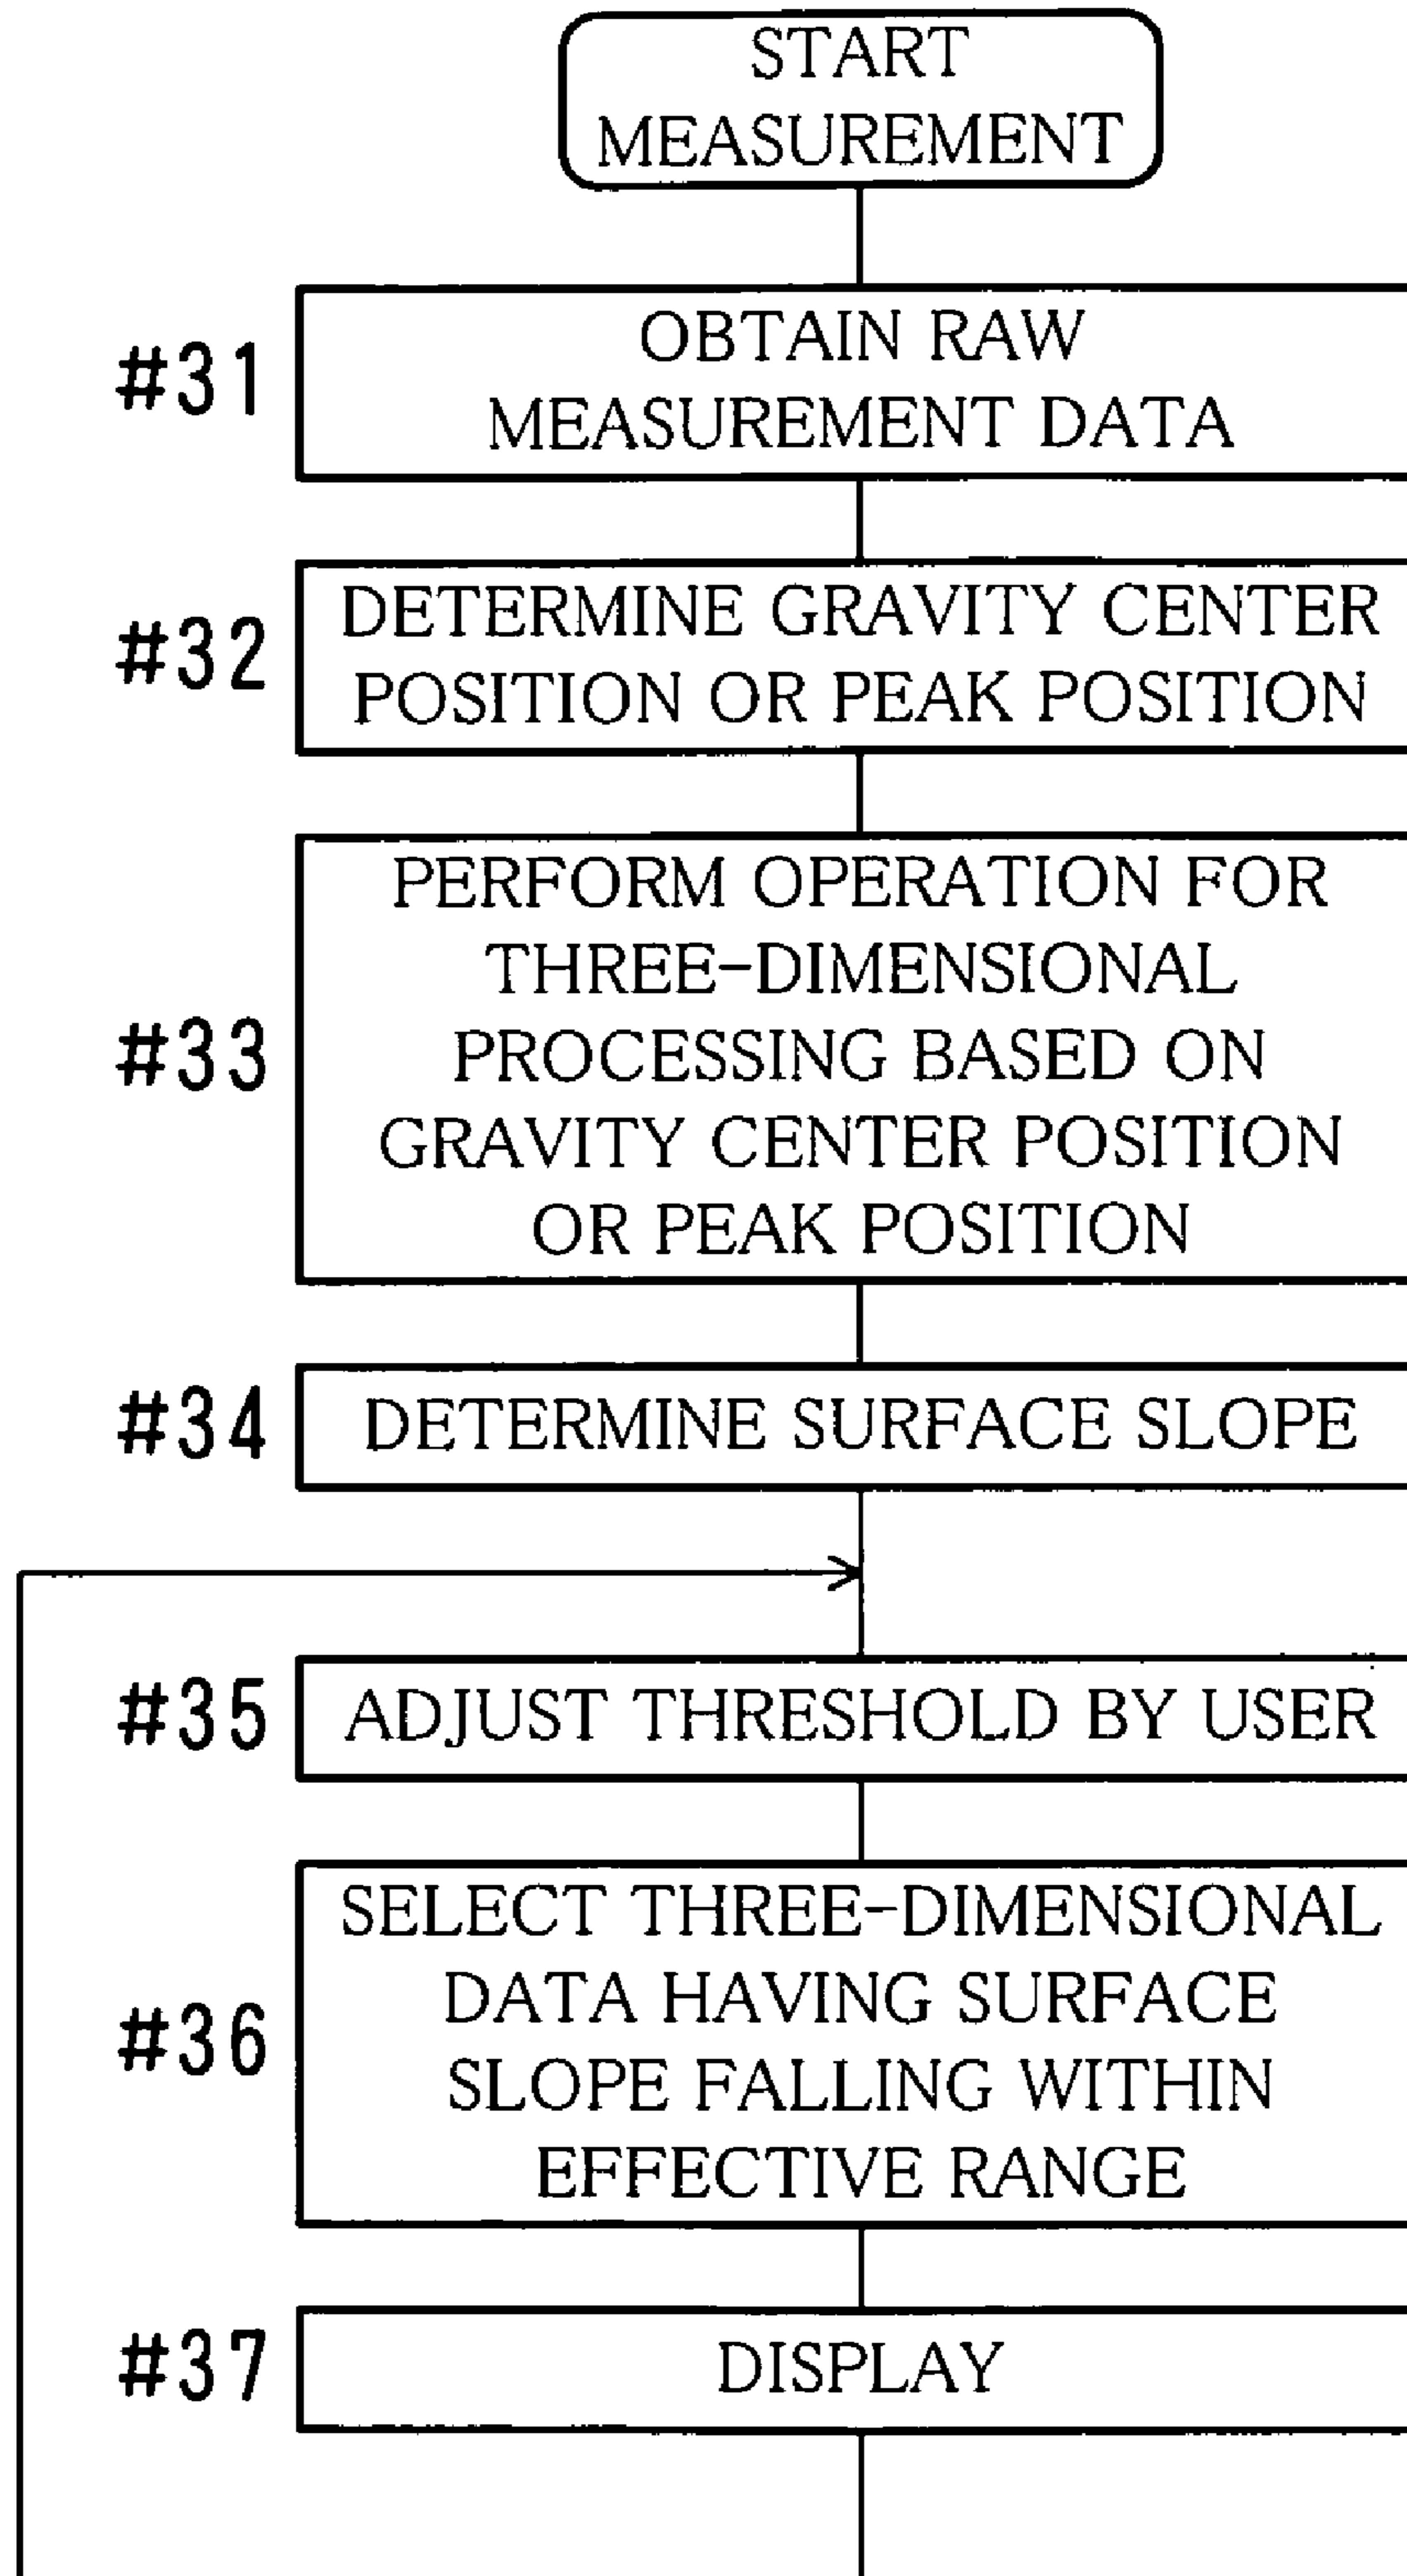 START
MEASUREMENT
#31
OBTAIN RAW
MEASUREMENT DATA
#32
DETERMINE GRAVITY CENTER
POSITION OR PEAK POSITION
#33
PERFORM OPERATION FOR
THREE-DIMENSIONAL
PROCESSING BASED ON
GRAVITY CENTER POSITION
OR PEAK POSITION
#34
DETERMINE SURFACE SLOPE
#35
ADJUST THRESHOLD BY USER
#36
SELECT THREE-DIMENSIONAL
DATA HAVING SURFACE
SLOPE FALLING WITHIN
EFFECTIVE RANGE
#37
DISPLAY